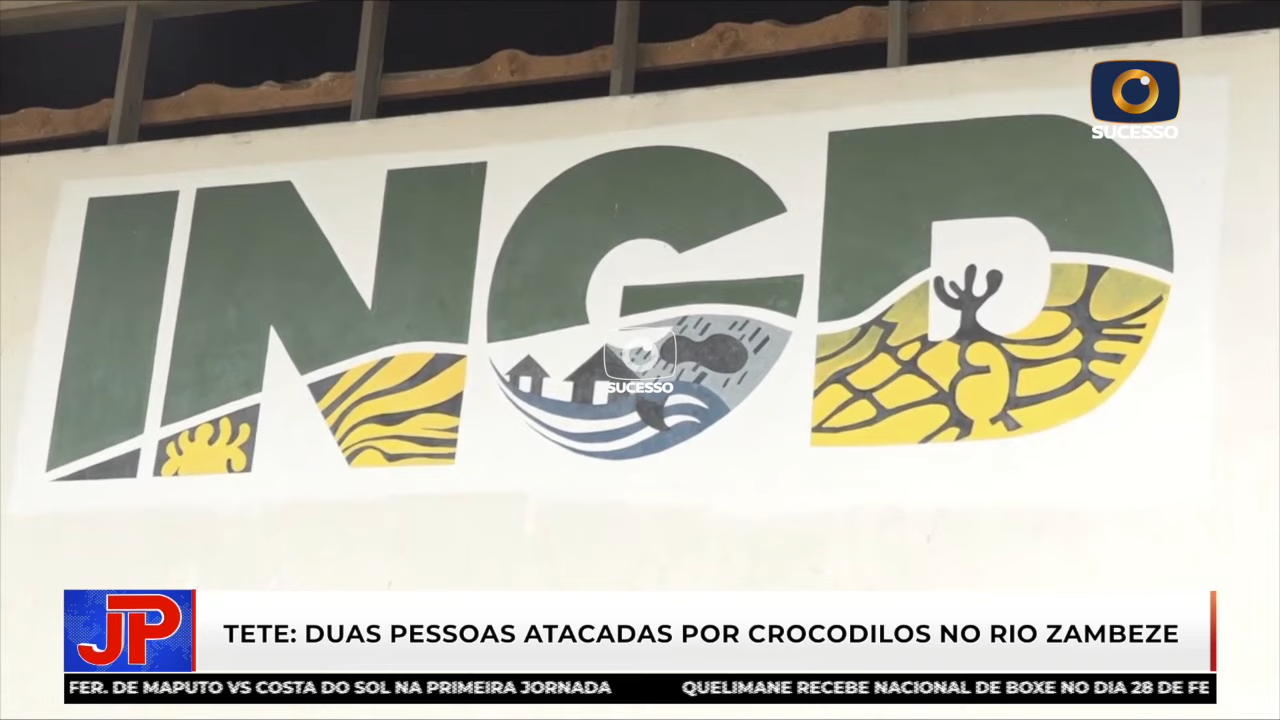 SUCESSO
INGD
SUCESSO
JP
TETE: DUAS PESSOAS ATACADAS POR CROCODILOS NO RIO ZAMBEZE
FER. DE MAPUTO VS COSTA DO SOL NA PRIMEIRA JORNADA QUELIMANE RECEBE NACIONAL DE BOXE NO DIA 28 DE FE